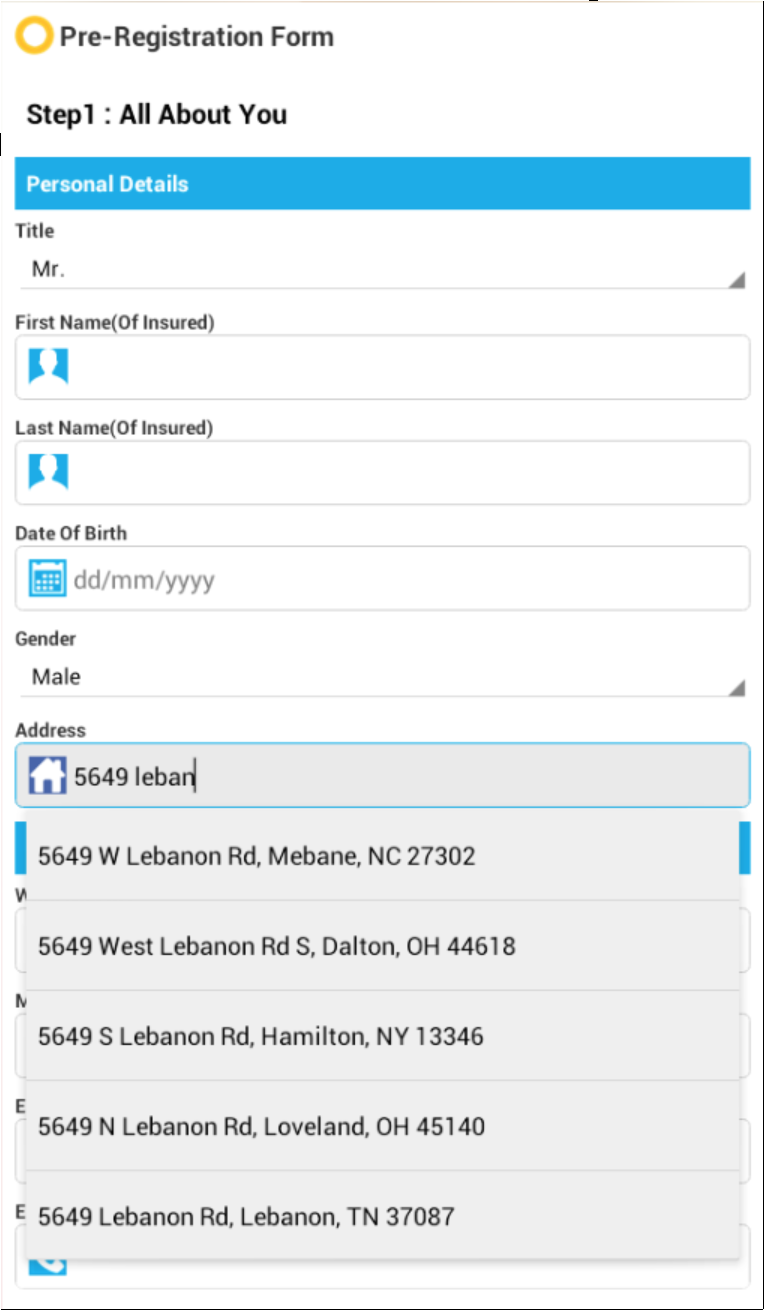 Pre-Registration Form
Step1 : All About You
Personal Details
Title
Mr.
First Name(Of Insured)
Last Name(Of Insured)
Date Of Birth
dd/mm/yyyy
Gender
Male
Address
5649 leban
5649 W Lebanon Rd, Mebane, NC 27302
5649 West Lebanon Rd S, Dalton, OH 44618
5649 S Lebanon Rd, Hamilton, NY 13346
5649 N Lebanon Rd, Loveland, OH 45140
5649 Lebanon Rd, Lebanon, TN 37087